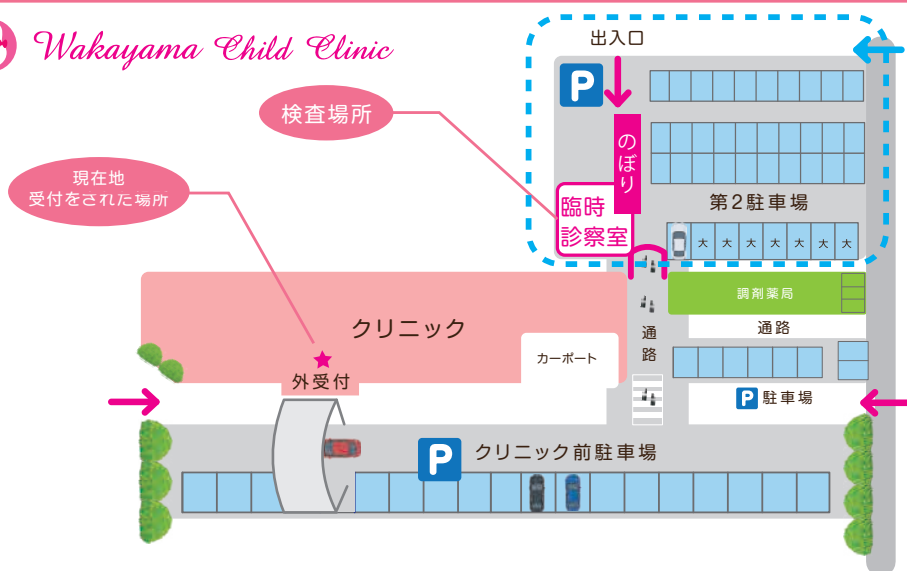 Wakayama Child Clinic
出入口
P
検査場所
のぼり
現在地
受付をされた場所
臨時
診察室
第2駐車場
大 大 大 大 大 大 大
調剤薬局
クリニック
通路
通路
カーポート
外受付
P 駐車場
P クリニック前駐車場